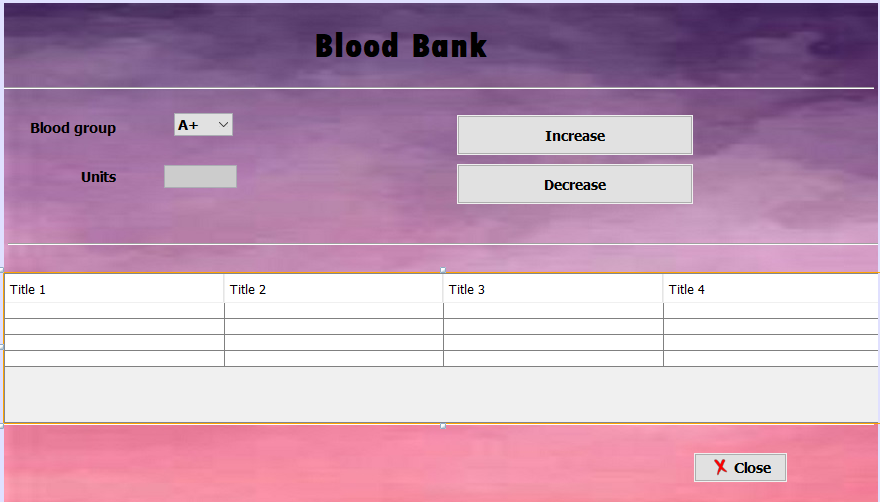 Blood Bank
Blood group
A+
Increase
Units
Decrease
Title 1 Title 2 Title 3 Title 4
Close